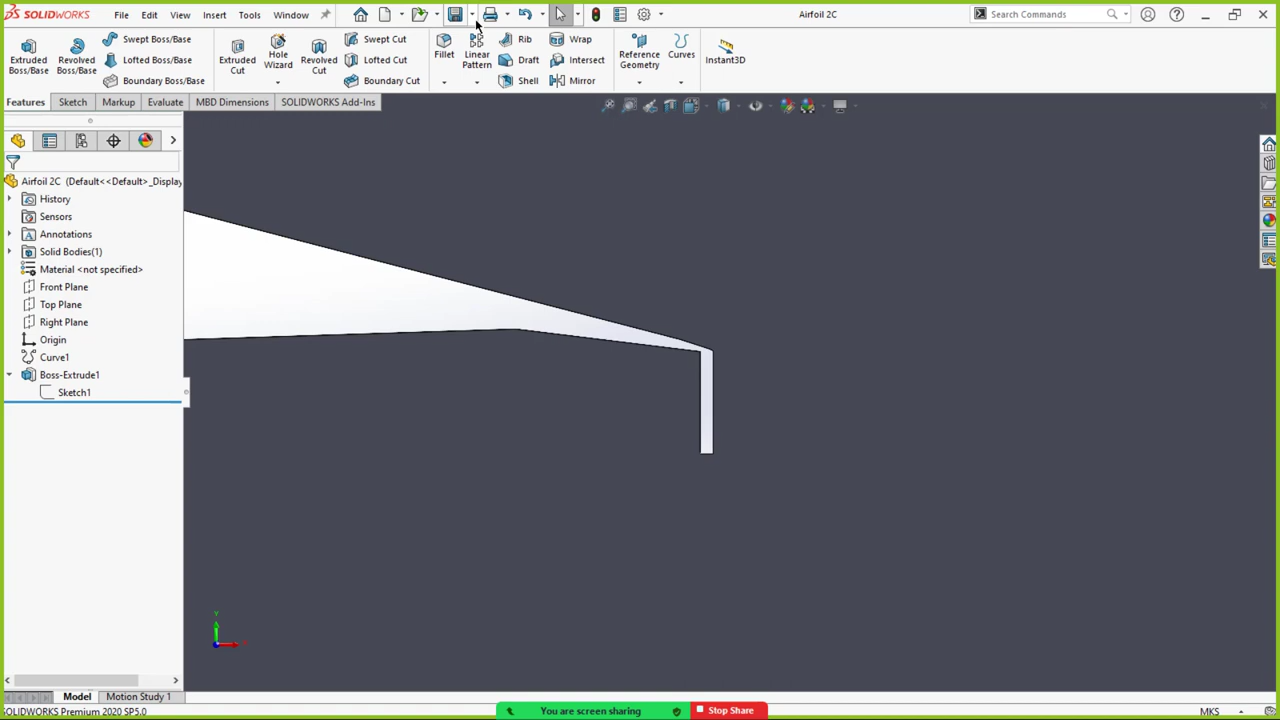 SOLIDWORKS File Edit View Insert Tools Window Airfoil 2C Search Commands
Extruded Boss/Base
Revolved Boss/Base
Swept Boss/Base
Lofted Boss/Base
Boundary Boss/Base
Extruded Cut
Hole Wizard
Revolved Cut
Swept Cut
Lofted Cut
Boundary Cut
Fillet
Linear Pattern
Rib
Draft
Shell
Wrap
Intersect
Mirror
Reference Geometry
Curves
Instant3D
Features Sketch Markup Evaluate MBD Dimensions SOLIDWORKS Add-Ins
Airfoil 2C (Default<<Default>_Display
History
Sensors
Annotations
Solid Bodies(1)
Material <not specified>
Front Plane
Top Plane
Right Plane
Origin
Curve1
Boss-Extrude1
Sketch1
Y
Model Motion Study 1
SOLIDWORKS Premium 2020 SP5.0
You are screen sharing Stop Share
MKS